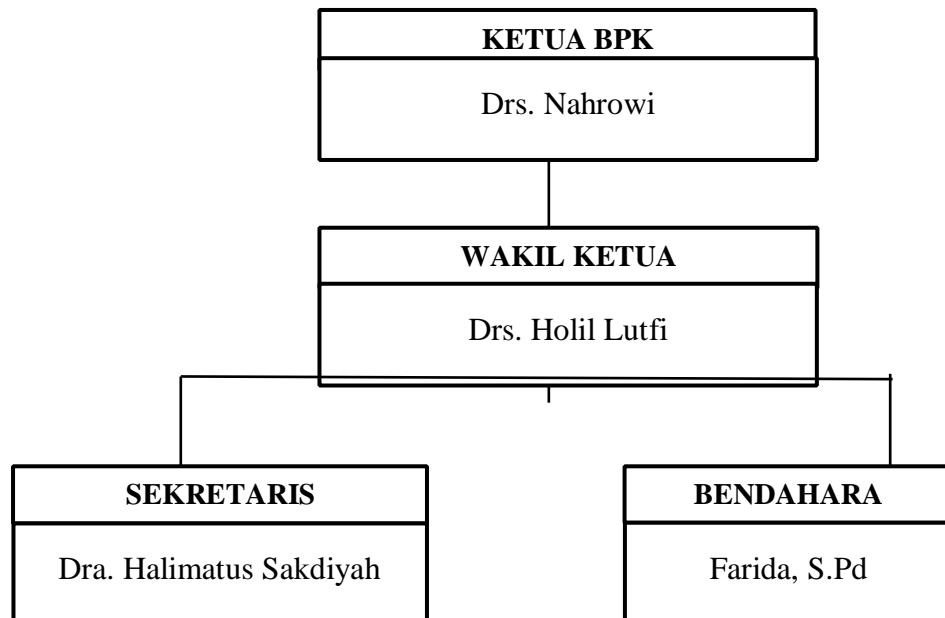 KETUA BPK
Drs. Nahrowi
WAKIL KETUA
Drs. Holil Lutfi
SEKRETARIS
Dra. Halimatus Sakdiyah
BENDAHARA
Farida, S.Pd